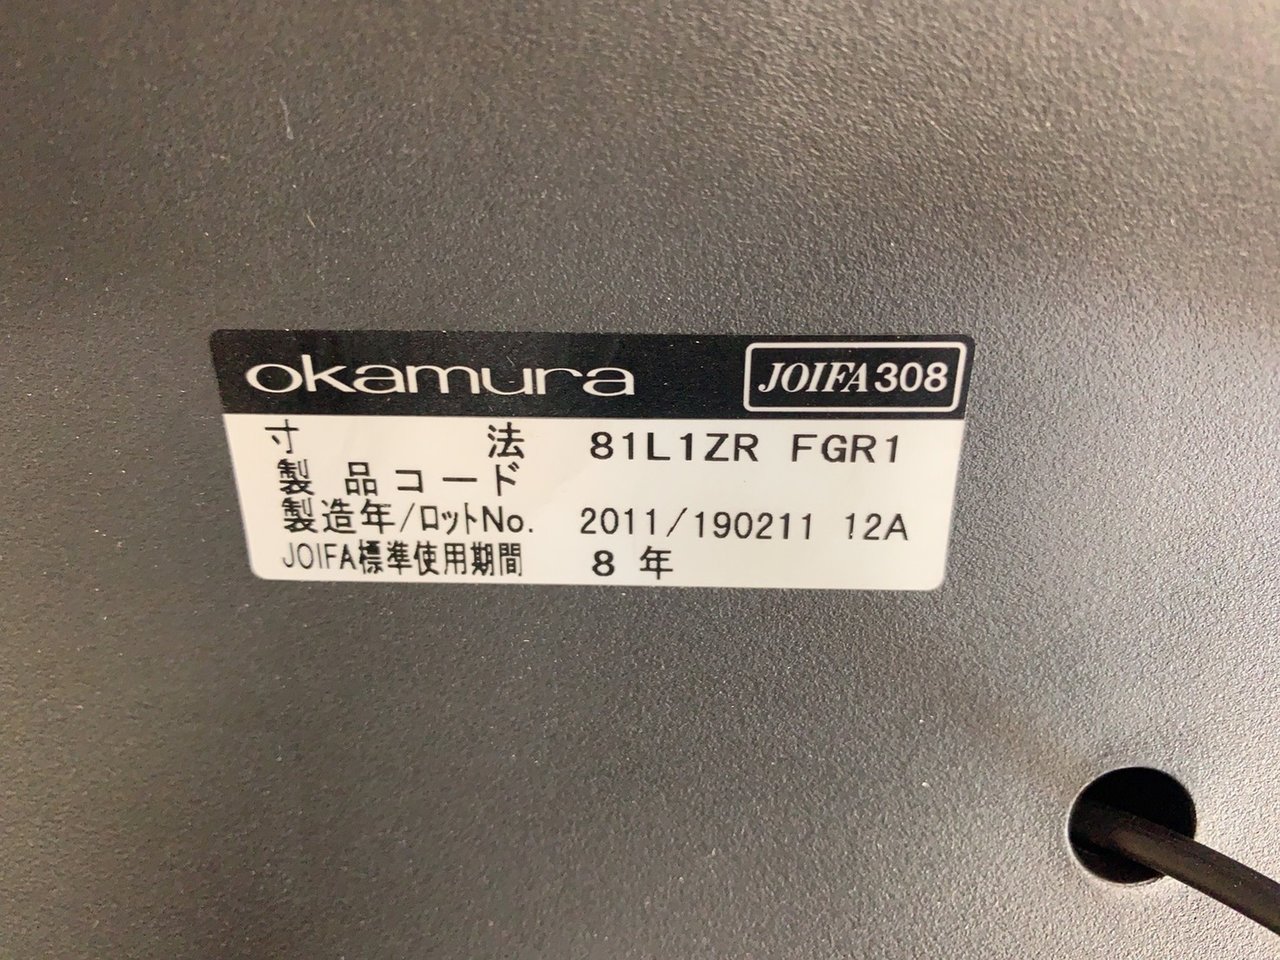 okamura JOIFA308
寸法 81L1ZR FGR1
製品コード
製造年/ロットNo. 2011/190211 12A
JOIFA標準使用期間 8 年